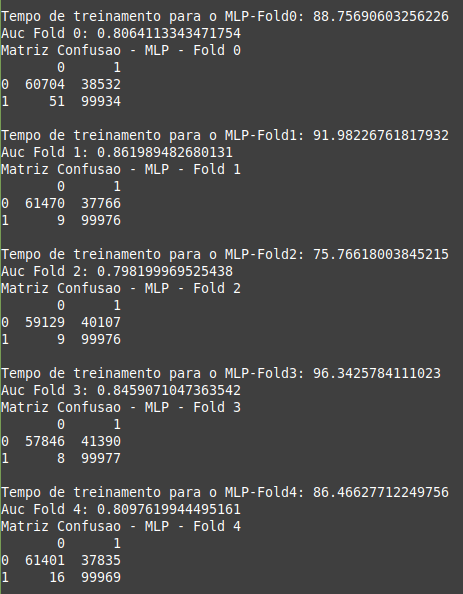 Tempo de treinamento para o MLP-Fold0: 88.75690603256226
Auc Fold 0: 0.8064113343471754
Matriz Confusao - MLP - Fold 0
0 1
0 60704 38532
1 51 99934
Tempo de treinamento para o MLP-Fold1: 91.98226761817932
Auc Fold 1: 0.861989482680131
Matriz Confusao - MLP - Fold 1
0 1
0 61470 37766
1 9 99976
Tempo de treinamento para o MLP-Fold2: 75.76618003845215
Auc Fold 2: 0.798199969525438
Matriz Confusao - MLP - Fold 2
0 1
0 59129 40107
1 9 99976
Tempo de treinamento para o MLP-Fold3: 96.3425784111023
Auc Fold 3: 0.8459071047363542
Matriz Confusao - MLP - Fold 3
0 1
0 57846 41390
1 8 99977
Tempo de treinamento para o MLP-Fold4: 86.46627712249756
Auc Fold 4: 0.8097619944495161
Matriz Confusao - MLP - Fold 4
0 1
0 61401 37835
1 16 99969